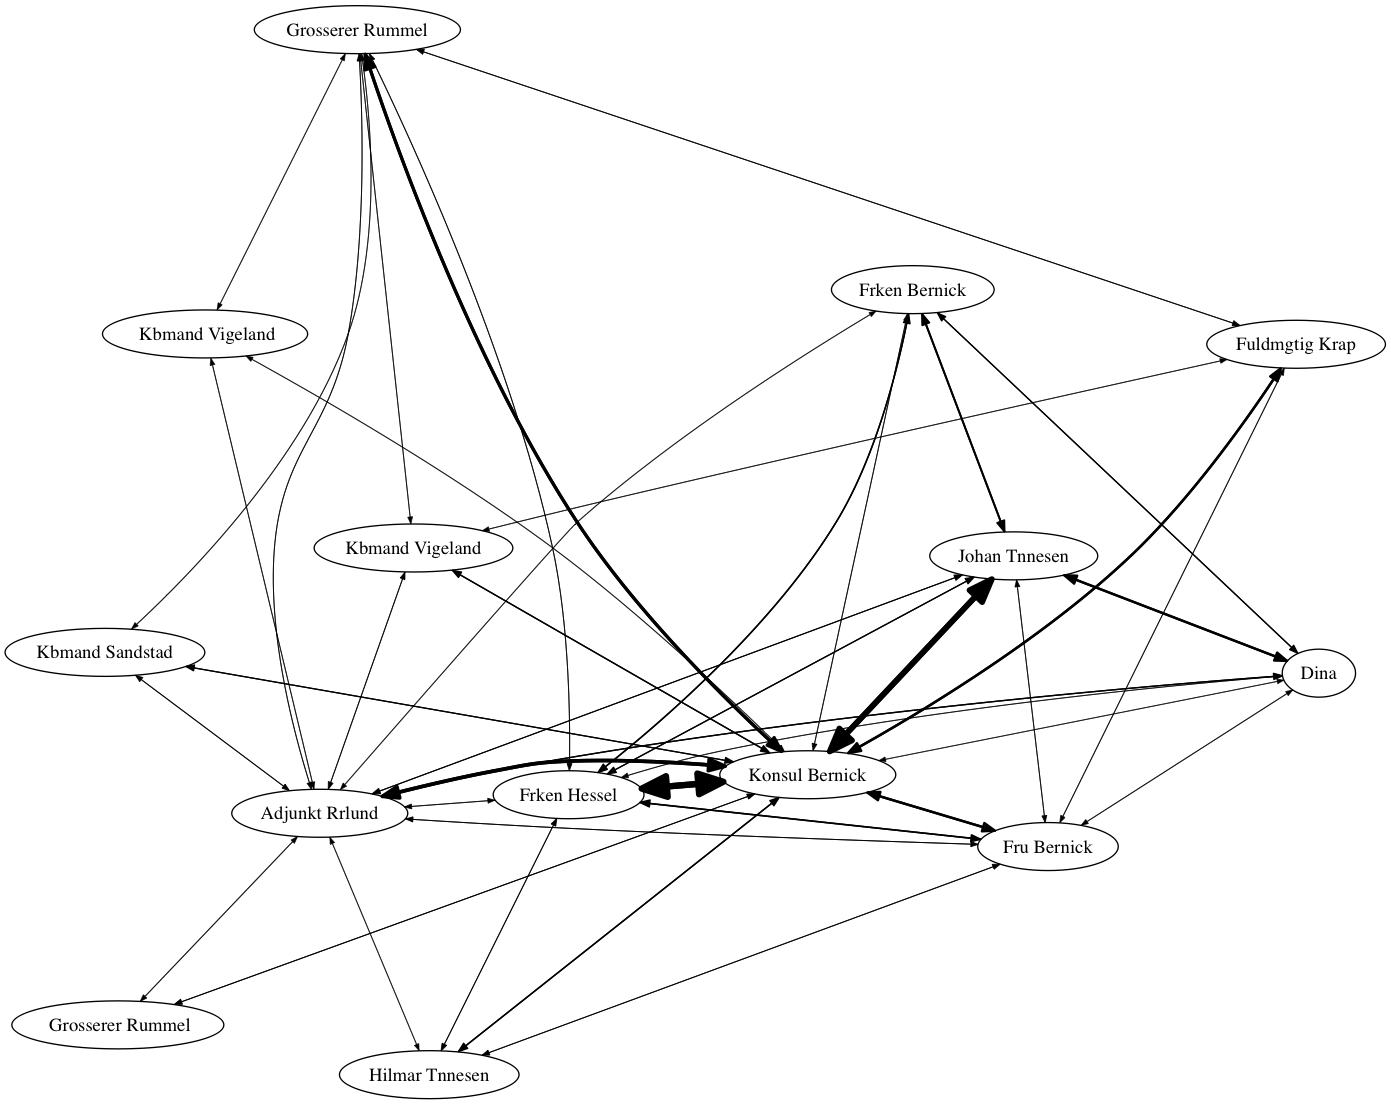 Grosserer Rummel
Frken Bernick
Kbmand Vigeland
Fuldmgtig Krap
Kbmand Vigeland
Johan Tnnesen
Kbmand Sandstad
Dina
Konsul Bernick
Frken Hessel
Adjunkt Rrlund
Fru Bernick
Grosserer Rummel
Hilmar Tnnesen